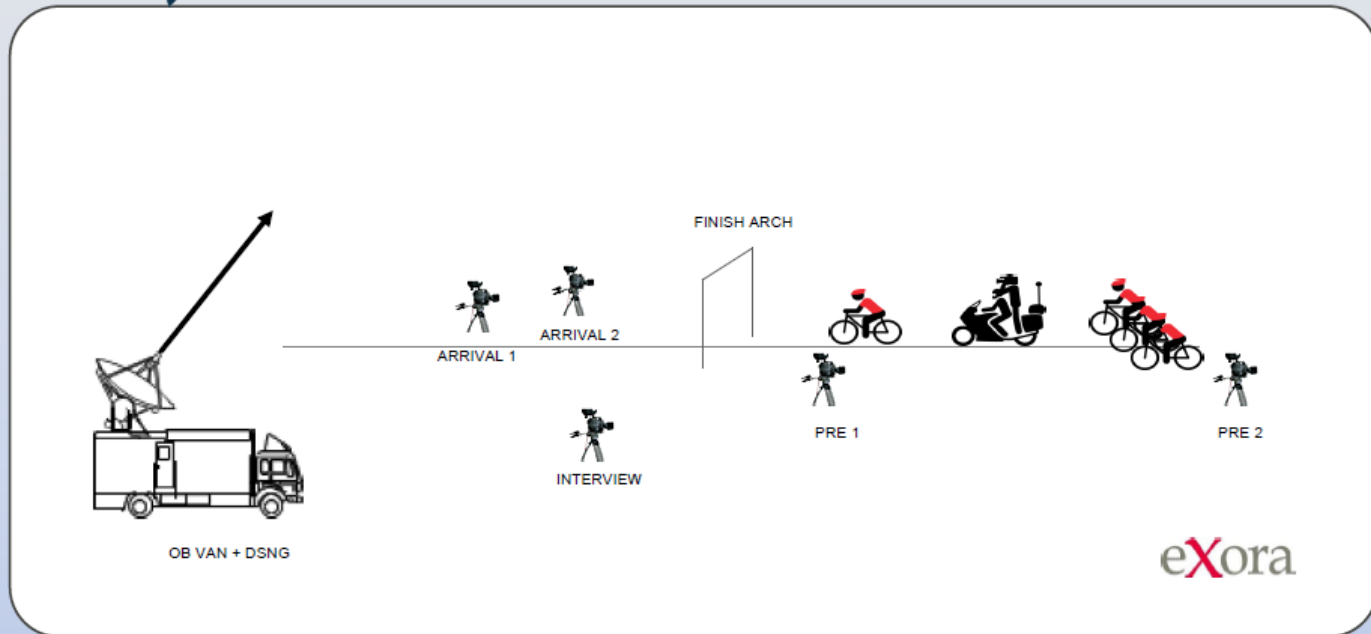 FINISH ARCH
ARRIVAL 2
ARRIVAL 1
PRE 1
PRE 2
INTERVIEW
OB VAN + DSNG
eXora